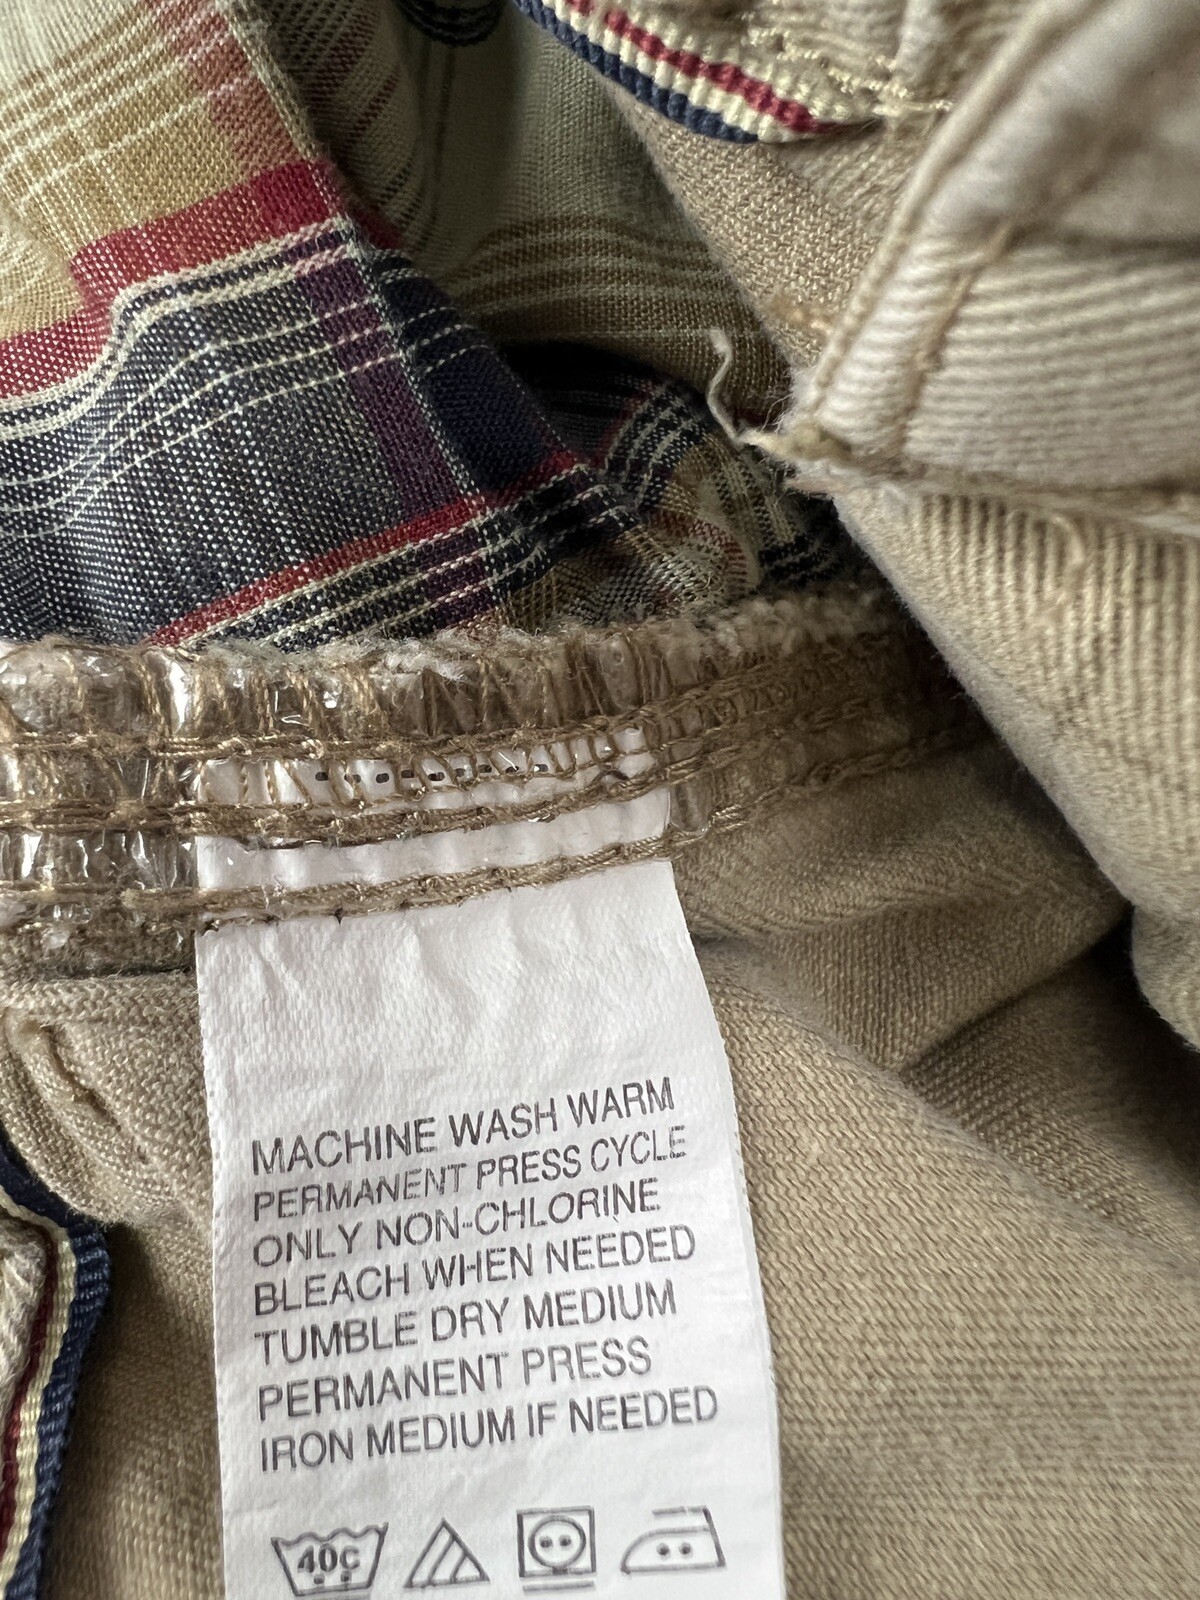 MACHINE WASH WARM
PERMANENT PRESS CYCLE
ONLY NON-CHLORINE
BLEACH WHEN NEEDED
TUMBLE DRY MEDIUM
PERMANENT PRESS
IRON MEDIUM IF NEEDED
40C